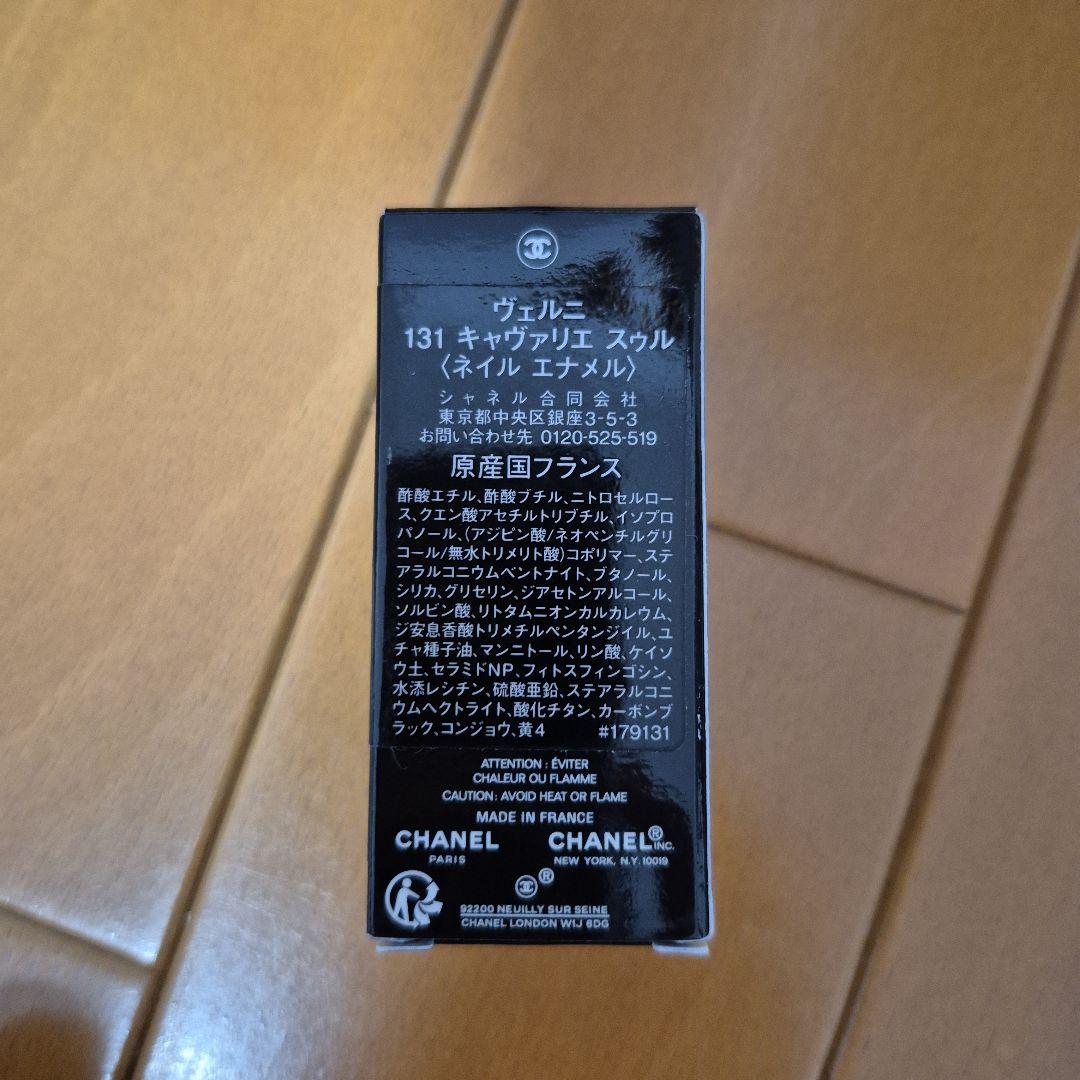 ヴェルニ
131 キャヴァリエ スゥル
〈ネイル エナメル〉
シャネル合同会社
東京都中央区銀座3-5-3
お問い合わせ先 0120-525-519
原産国フランス
酢酸エチル、酢酸ブチル、ニトロセルロー
ス、クエン酸アセチルトリブチル、イソプロ
パノール、(アジピン酸/ネオペンチルグリ
コール/無水トリメリト酸)コポリマー、ステ
アラルコニウムベントナイト、ブタノール、
シリカ、グリセリン、ジアセトンアルコール、
ソルビン酸、リトタムニオンカルカレウム、
ジ安息香酸トリメチルペンタンジイル、ユ
チャ種子油、マンニトール、リン酸、ケイソ
ウ土、セラミドNP、フィトスフィンゴシン、
水添レシチン、硫酸亜鉛、ステアラルコニ
ウムヘクトライト、酸化チタン、カーボンブ
ラック、コンジョウ、黄4 #179131
ATTENTION : ÉVITER
CHALEUR OU FLAMME
CAUTION: AVOID HEAT OR FLAME
MADE IN FRANCE
CHANEL CHANEL® INC.
PARIS NEW YORK, N.Y. 10019
®
92200 NEUILLY SUR SEINE
CHANEL LONDON W1J 6DG